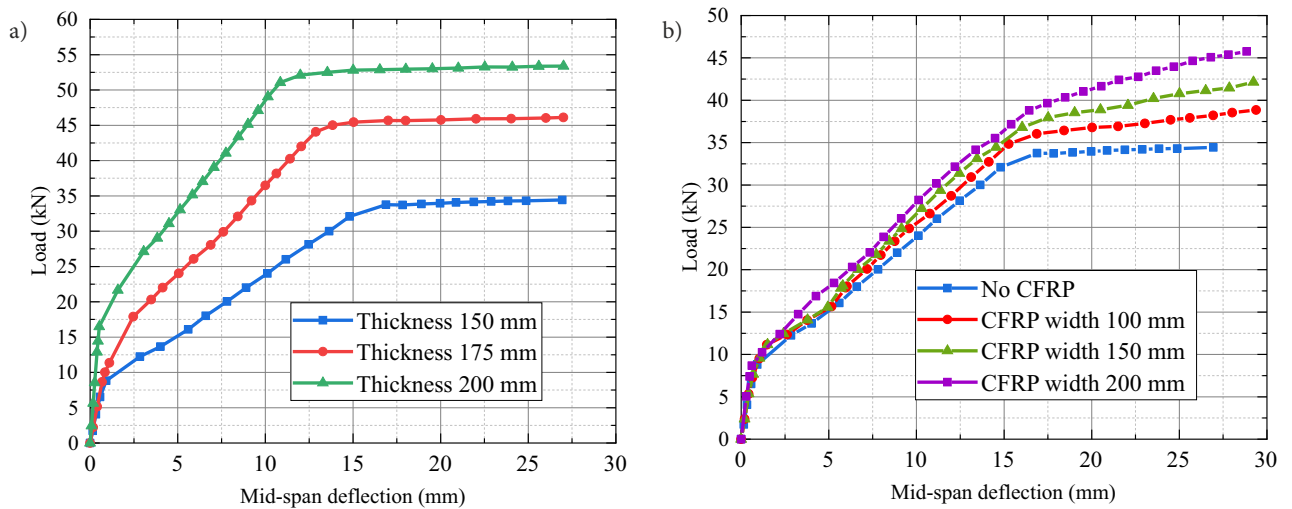 a)
60
55
50
45
40
35
30
25
20
15
10
5
0
Load (kN)
0 5 10 15 20 25 30
Mid-span deflection (mm)
Thickness 150 mm
Thickness 175 mm
Thickness 200 mm
b)
50
45
40
35
30
25
20
15
10
5
0
Load (kN)
0 5 10 15 20 25 30
Mid-span deflection (mm)
No CFRP
CFRP width 100 mm
CFRP width 150 mm
CFRP width 200 mm